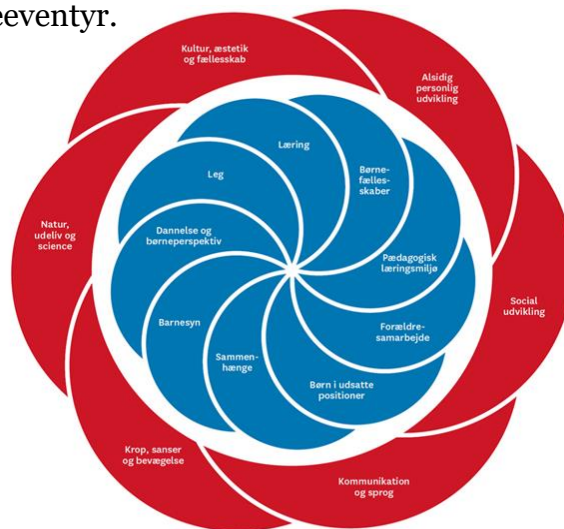 eeventyr.
Kultur, æstetik
og fællesskab
Alsidig
personlig
udvikling
Social
udvikling
Kommunikation
og sprog
Krop, sanser
og bevægelse
Natur,
udeliv og
science
Læring
Børne-
fælles-
skaber
Pædagogisk
læringsmiljø
Forældre-
samarbejde
Børn i udsatte
positioner
Sammen-
hænge
Barnesyn
Dannelse og
børneperspektiv
Leg